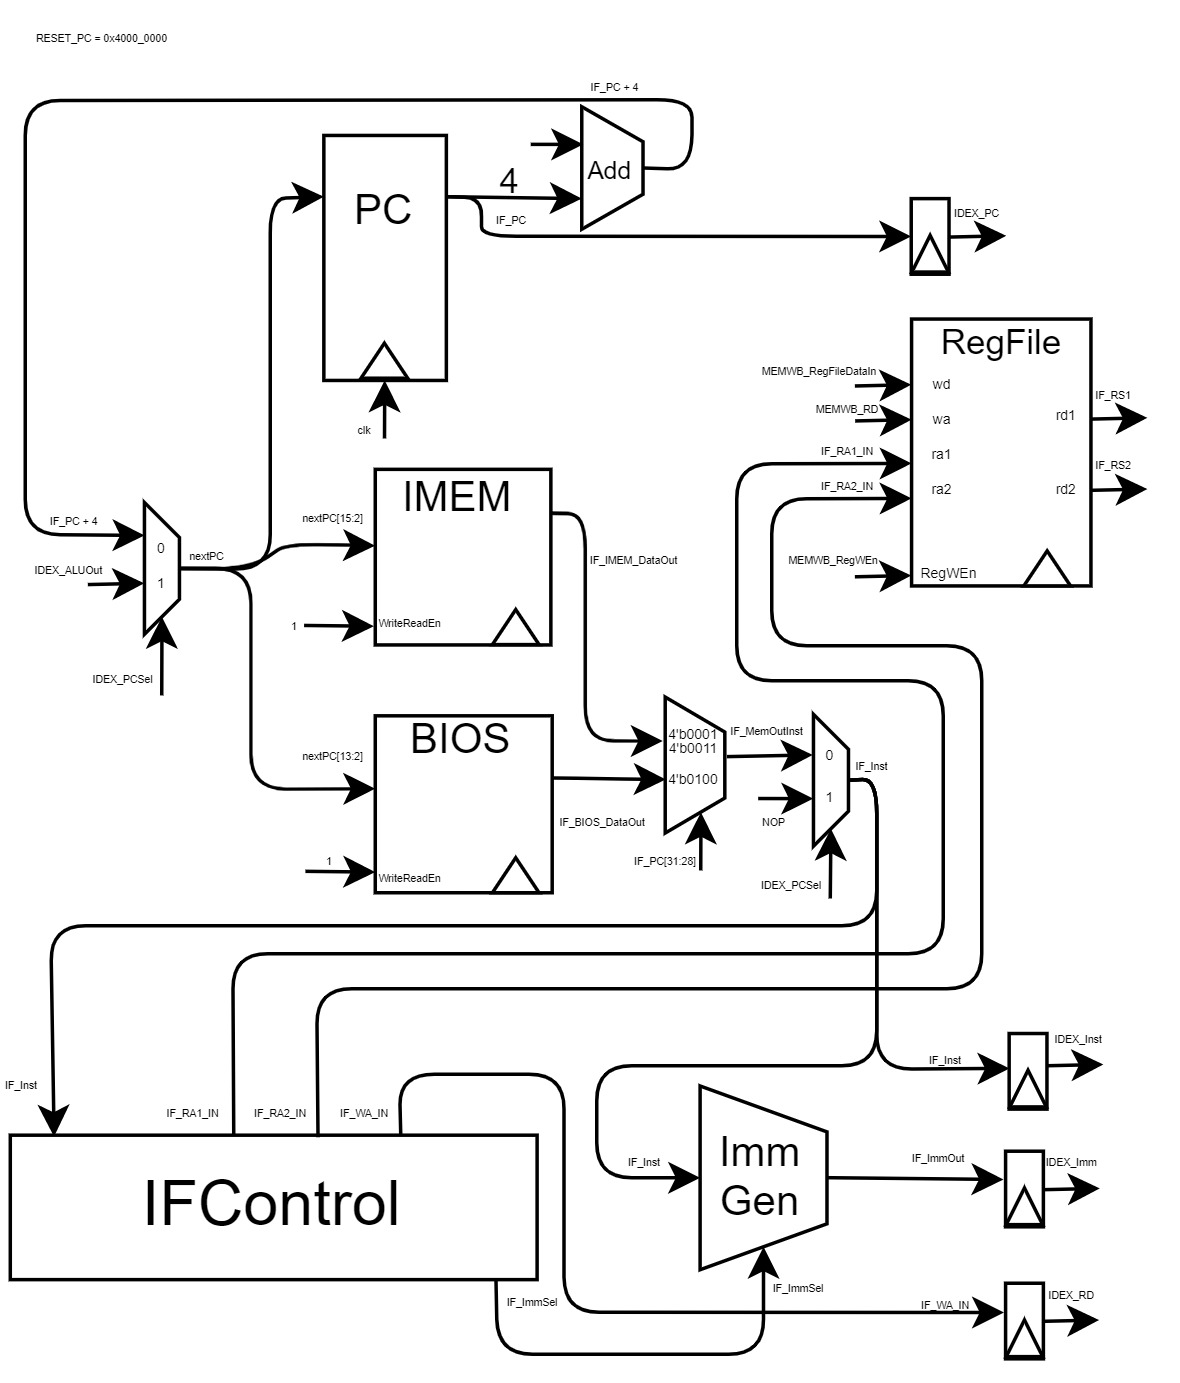 RESET_PC = 0x4000_0000
IF_PC + 4
Add
4
PC
IF_PC
IDEX_PC
RegFile
MEMWB_RegFileDataIn
wd
MEMWB_RD
wa
rd1
IF_RS1
IF_RA1_IN
ra1
IF_RA2_IN
ra2
rd2
IF_RS2
MEMWB_RegWEn
RegWEn
clk
IMEM
nextPC[15:2]
IF_PC + 4
0
nextPC
IDEX_ALUOut
1
IF_IMEM_DataOut
1
WriteReadEn
IDEX_PCSel
BIOS
nextPC[13:2]
4'b0001
4'b0011
4'b0100
IF_MemOutInst
0
IF_Inst
1
NOP
IF_BIOS_DataOut
IF_PC[31:28]
1
WriteReadEn
IDEX_PCSel
IF_Inst
IF_RA1_IN
IF_RA2_IN
IF_WA_IN
IFControl
IF_ImmSel
IF_Inst
IDEX_Inst
IF_Inst
Imm
Gen
IF_ImmOut
IDEX_Imm
IF_ImmSel
IF_WA_IN
IDEX_RD